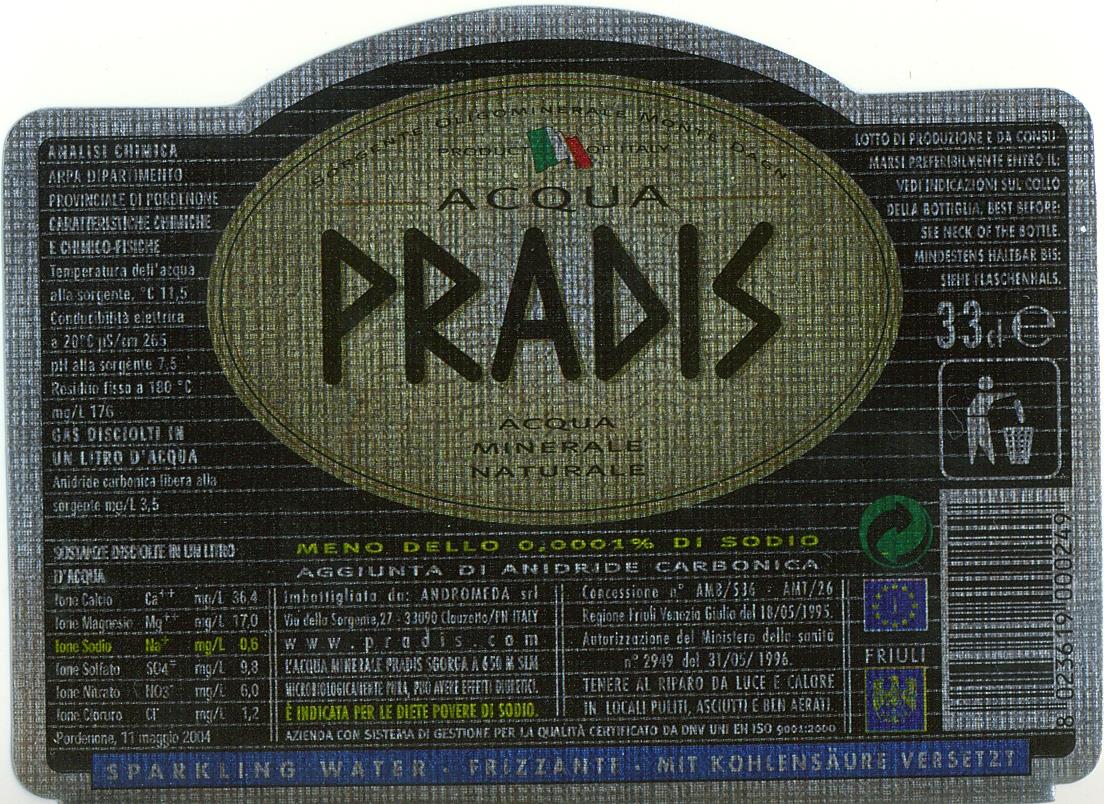 SORGENTE OLIGOMINERALE MONTE DAGN
PRODUCT OF ITALY
ACQUA
PRADIS
ACQUA
MINERALE
NATURALE
ANALISI CHIMICA
ARPA DIPARTIMENTO
PROVINCIALE DI PORDENONE
CARATTERISTICHE CHIMICHE
E CHIMICO-FISICHE
Temperatura dell'acqua
alla sorgente, °C 11,5
Conducibilità elettrica
a 20°C µS/cm 265
pH alla sorgente 7,5
Residuo fisso a 180 °C
mg/L 176
GAS DISCIOLTI IN
UN LITRO D'ACQUA
Anidride carbonica libera alla
sorgente mg/L 3,5
SOSTANZE DISCIOLTE IN UN LITRO
D'ACQUA
Ione Calcio Ca++ mg/L 36,4
Ione Magnesio Mg++ mg/L 17,0
Ione Sodio Na+ mg/L 0,6
Ione Solfato SO4= mg/L 9,8
Ione Nitrato NO3- mg/L 6,0
Ione Cloruro Cl- mg/L 1,2
Pordenone, 11 maggio 2004
MENO DELLO 0,0001% DI SODIO
AGGIUNTA DI ANIDRIDE CARBONICA
Imbottigliata da: ANDROMEDA srl
Via della Sorgente,27 - 33090 Clauzetto/PN ITALY
www.pradis.com
L'ACQUA MINERALE PRADIS SGORGA A 650 M SLM
MICROBIOLOGICAMENTE PURA, PUÒ AVERE EFFETTI DIURETICI.
È INDICATA PER LE DIETE POVERE DI SODIO.
Concessione n° AMB/536 - AMT/26
Regione Friuli Venezia Giulia del 18/05/1995.
Autorizzazione del Ministero della sanità
n° 2949 del 31/05/ 1996.
TENERE AL RIPARO DA LUCE E CALORE
IN LOCALI PULITI, ASCIUTTI E BEN AERATI.
AZIENDA CON SISTEMA DI GESTIONE PER LA QUALITÀ CERTIFICATO DA DNV UNI EN ISO 9001:2000
LOTTO DI PRODUZIONE E DA CONSU
MARSI PREFERIBILMENTE ENTRO IL:
VEDI INDICAZIONI SUL COLLO
DELLA BOTTIGLIA, BEST BEFORE:
SEE NECK OF THE BOTTLE.
MINDESTENS HALTBAR BIS:
SIEHE FLASCHENHALS.
33 cl e
FRIULI
8 023619 000249
SPARKLING WATER · FRIZZANTE · MIT KOHLENSÄURE VERSETZT